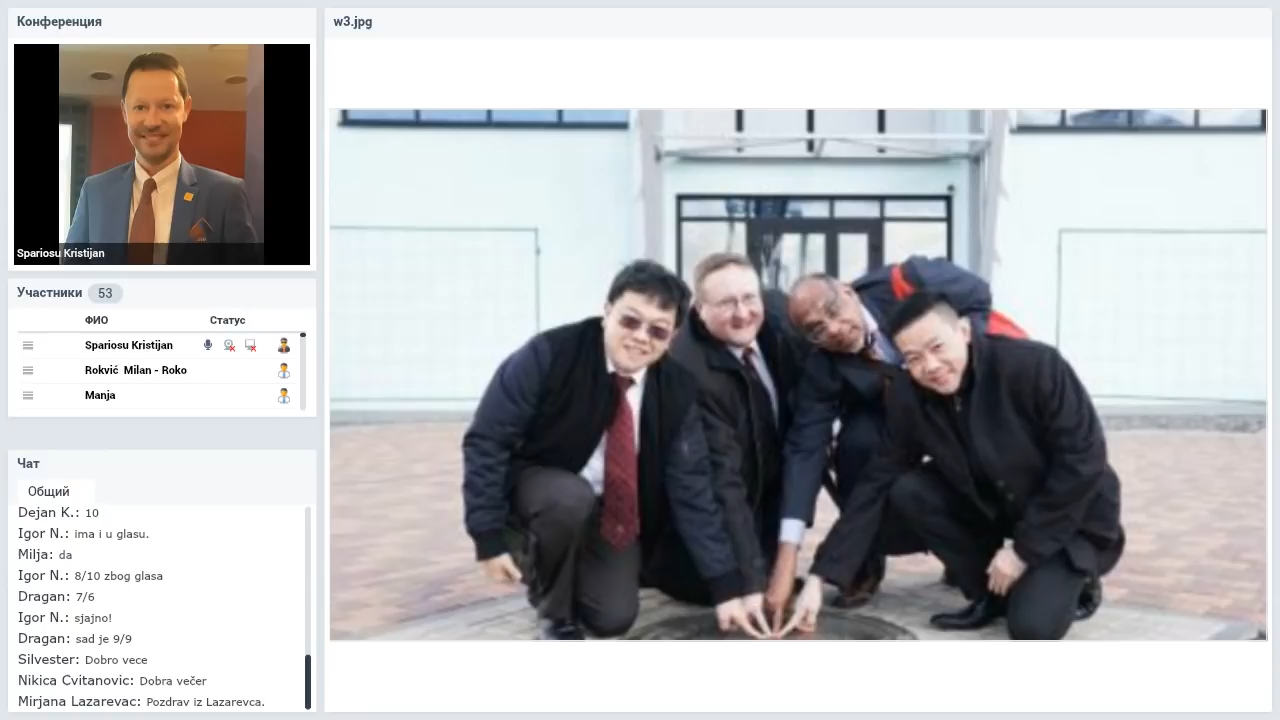 Конференция
Spariosu Kristijan
Участники 53
ФИО Статус
Spariosu Kristijan
Rokvić Milan - Roko
Manja
Чат
Общий
Dejan K.: 10
Igor N.: ima i u glasu.
Milja: da
Igor N.: 8/10 zbog glasa
Dragan: 7/6
Igor N.: sjajno!
Dragan: sad je 9/9
Silvester: Dobro vece
Nikica Cvitanovic: Dobra večer
Mirjana Lazarevac: Pozdrav iz Lazarevca.
w3.jpg